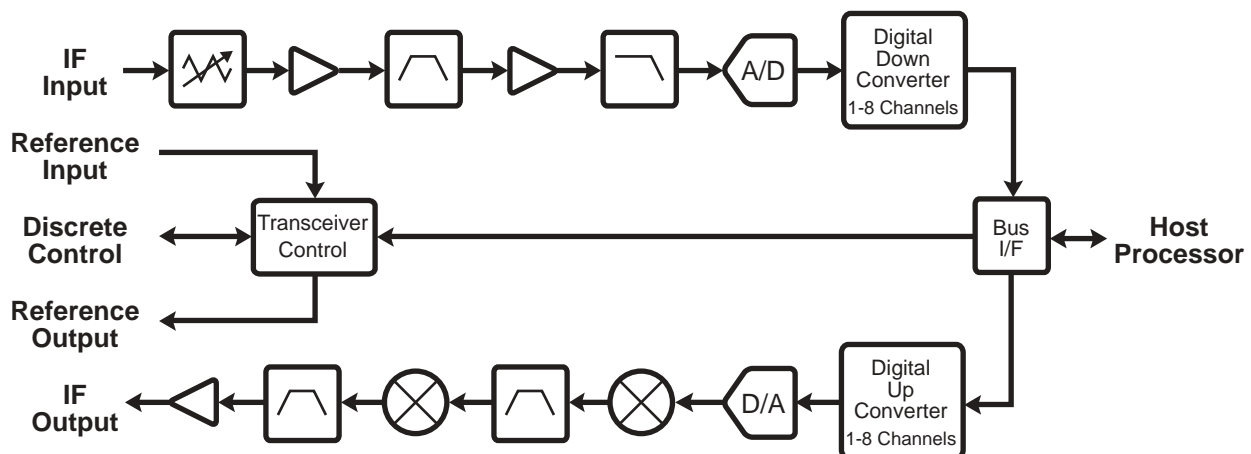 IF
Input
A/D
Digital
Down
Converter
1-8 Channels
Reference
Input
Discrete
Control
Transceiver
Control
Bus
I/F
Host
Processor
Reference
Output
IF
Output
D/A
Digital
Up
Converter
1-8 Channels